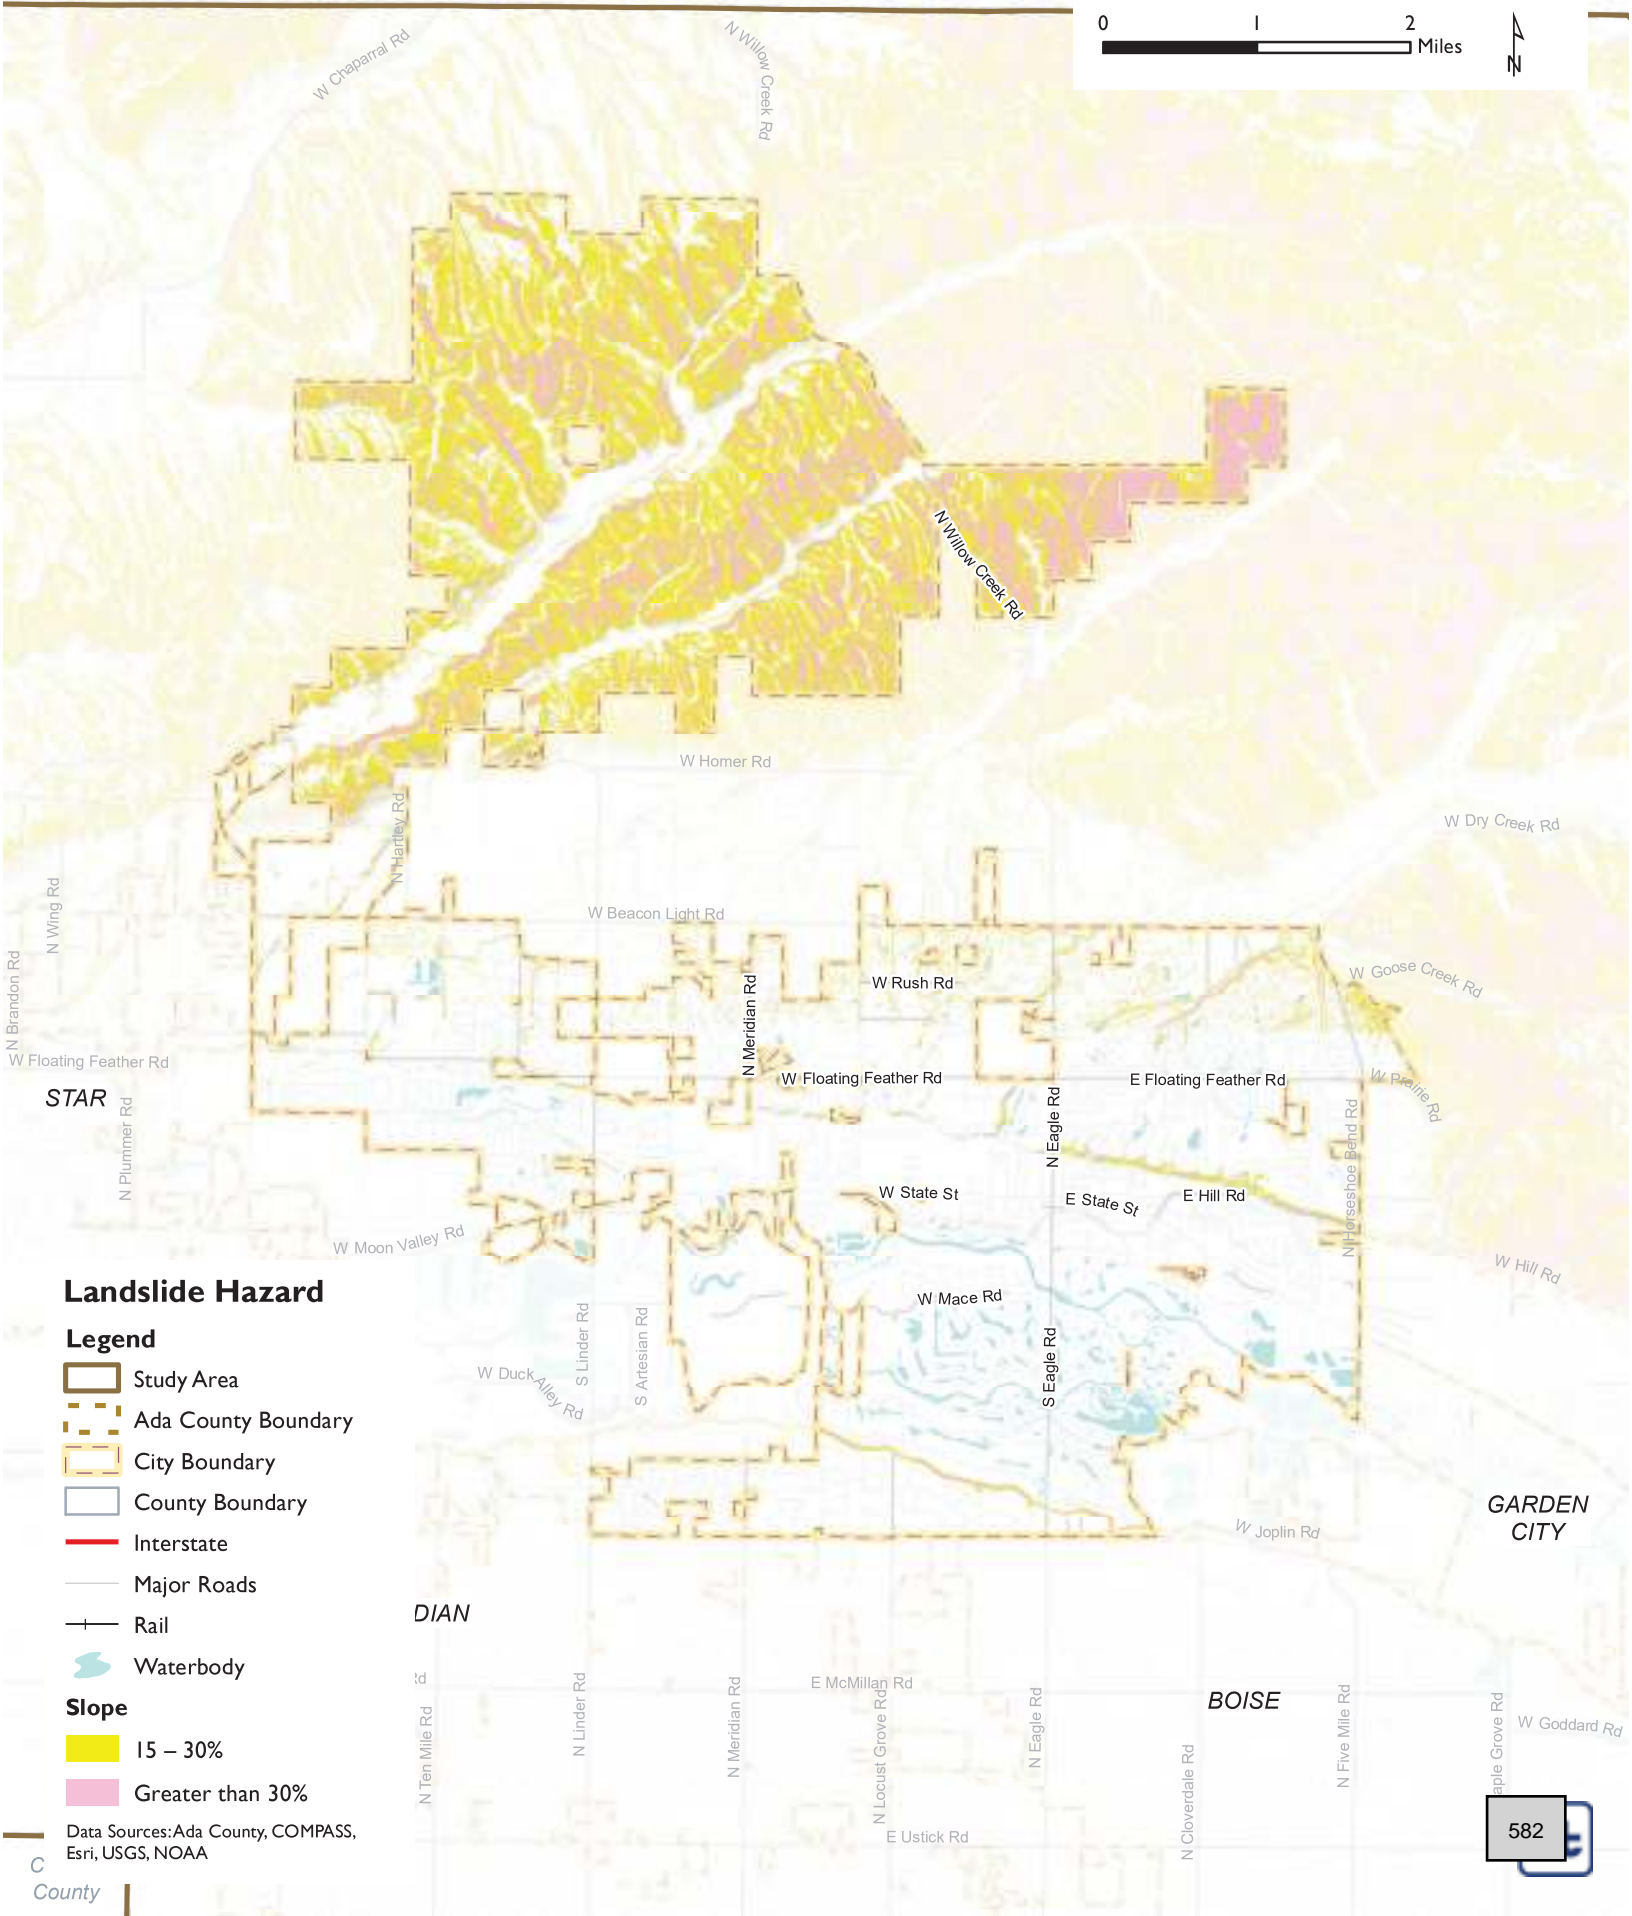 0 1 2
Miles
N
W Chaparral Rd
N Willow Creek Rd
N Willow Creek Rd
W Homer Rd
N Hartley Rd
W Dry Creek Rd
N Wing Rd
W Beacon Light Rd
N Brandon Rd
W Rush Rd
W Goose Creek Rd
N Meridian Rd
W Floating Feather Rd
W Floating Feather Rd
E Floating Feather Rd
W Prairie Rd
STAR
N Plummer Rd
N Eagle Rd
N Horseshoe Bend Rd
W State St
E State St
E Hill Rd
W Moon Valley Rd
W Hill Rd
W Mace Rd
S Linder Rd
S Artesian Rd
S Eagle Rd
W Duck Alley Rd
GARDEN
CITY
W Joplin Rd
DIAN
E McMillan Rd
BOISE
N Ten Mile Rd
N Linder Rd
N Meridian Rd
N Locust Grove Rd
N Eagle Rd
N Cloverdale Rd
N Five Mile Rd
aple Grove Rd
W Goddard Rd
E Ustick Rd
Landslide Hazard
Legend
Study Area
Ada County Boundary
City Boundary
County Boundary
Interstate
Major Roads
Rail
Waterbody
Slope
15 – 30%
Greater than 30%
Data Sources: Ada County, COMPASS,
Esri, USGS, NOAA
C
County
582